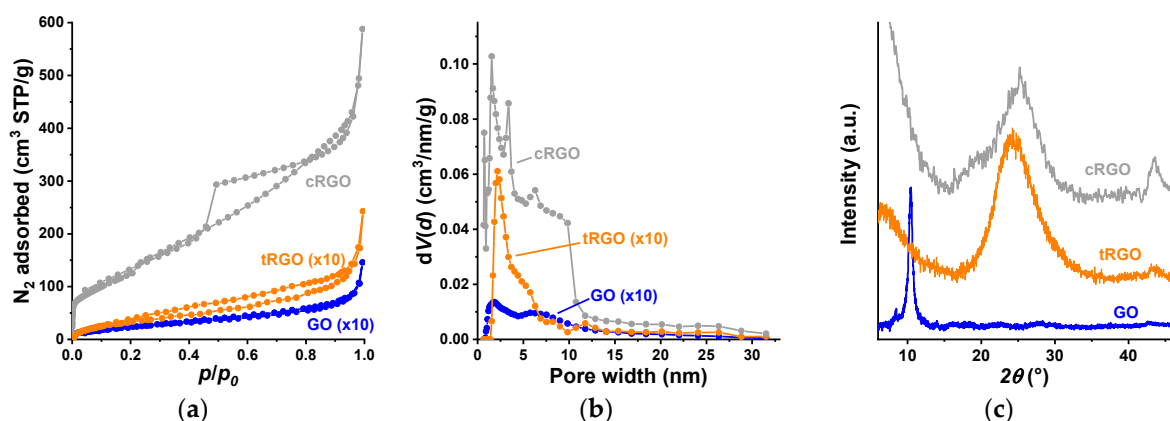 N₂ adsorbed (cm³ STP/g)
600
500
400
300
200
100
0
cRGO
tRGO (x10)
GO (x10)
0.0 0.2 0.4 0.6 0.8 1.0
p/p₀
(a)
dV(d) (cm³/nm/g)
0.10
0.08
0.06
0.04
0.02
0.00
cRGO
tRGO (x10)
GO (x10)
0 5 10 15 20 25 30
Pore width (nm)
(b)
Intensity (a.u.)
cRGO
tRGO
GO
10 20 30 40
2θ (°)
(c)